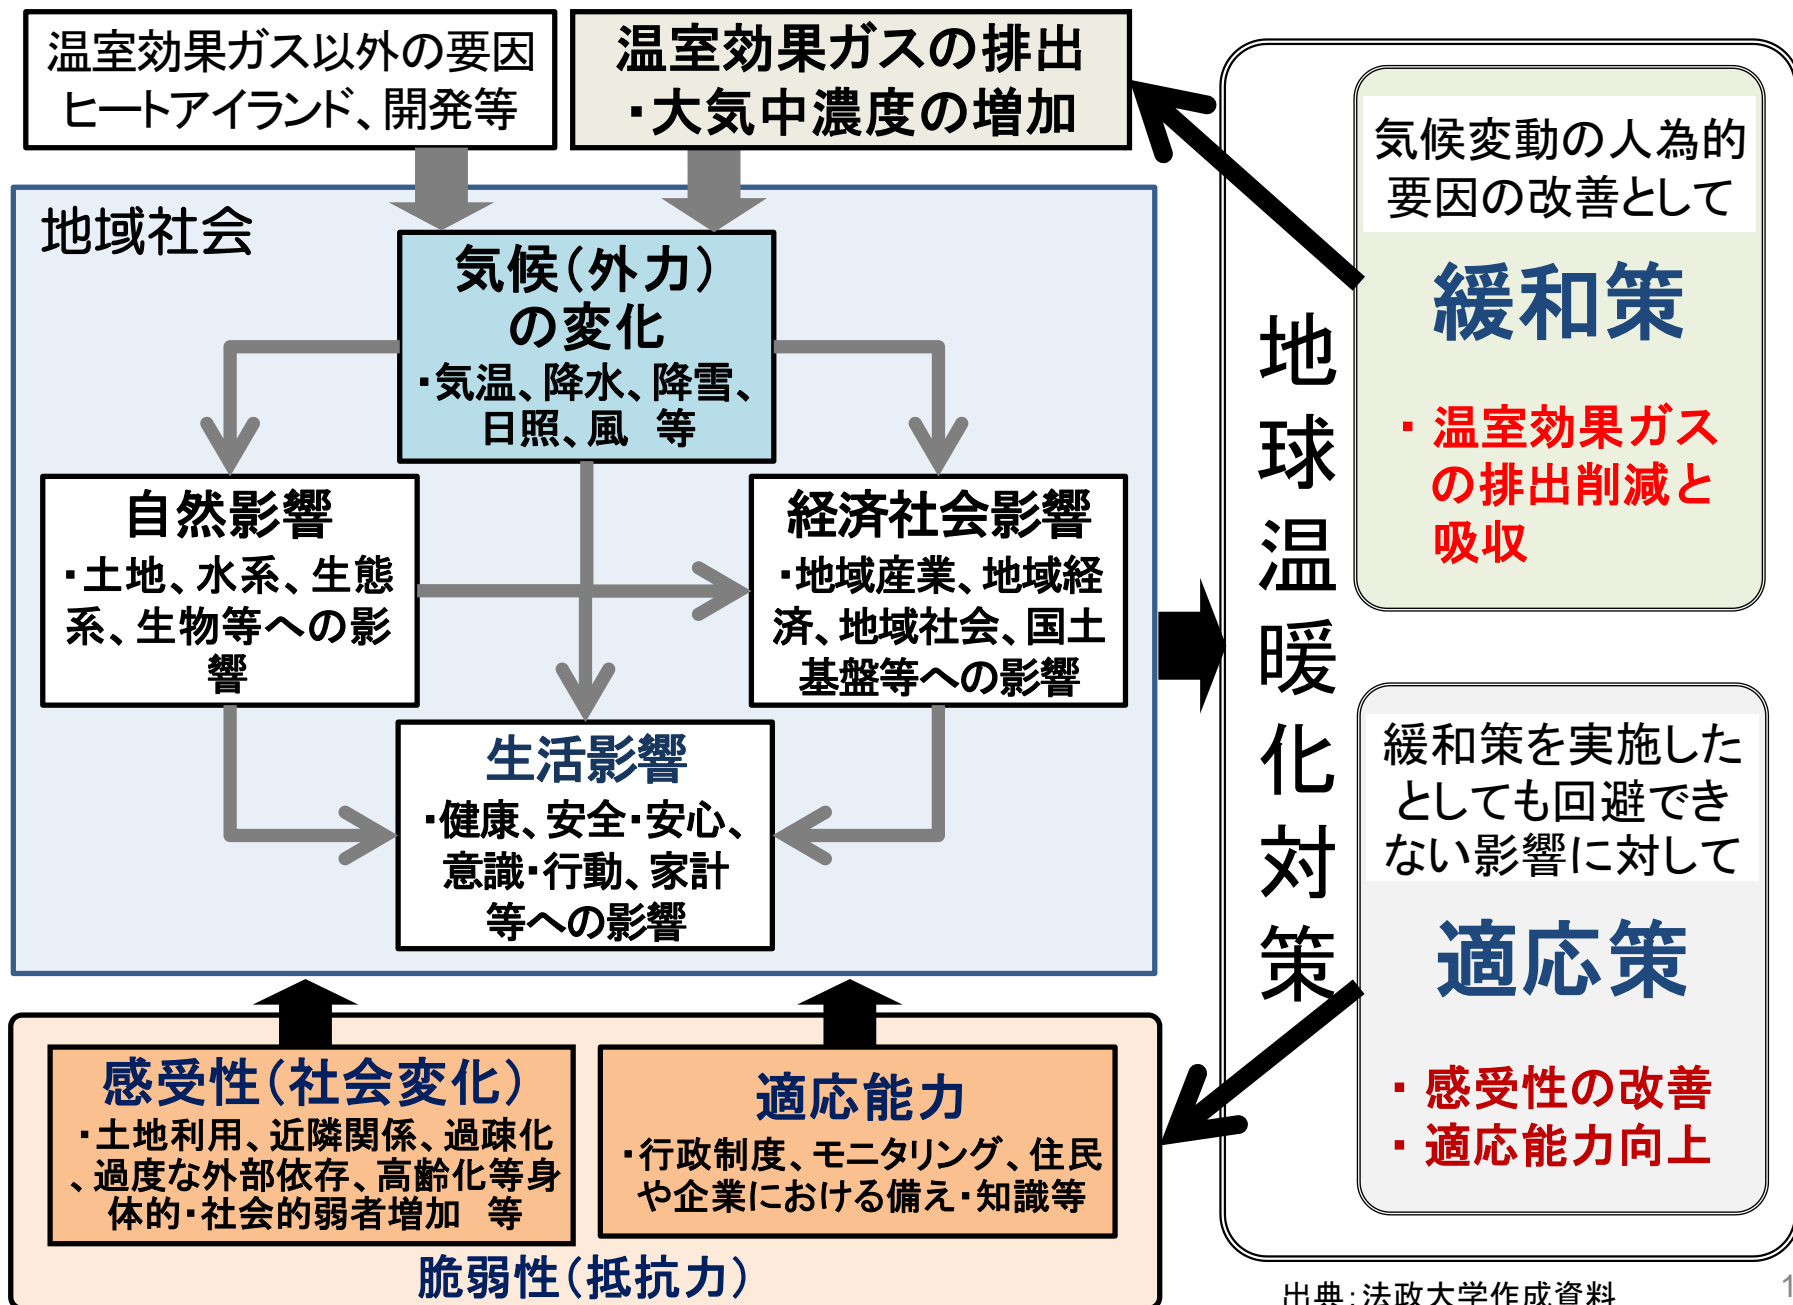 温室効果ガス以外の要因
ヒートアイランド、開発等
温室効果ガスの排出
・大気中濃度の増加
地域社会
気候(外力)
の変化
・気温、降水、降雪、
日照、風　等
自然影響
・土地、水系、生態
系、生物等への影
響
経済社会影響
・地域産業、地域経
済、地域社会、国土
基盤等への影響
生活影響
・健康、安全・安心、
意識・行動、家計
等への影響
感受性(社会変化)
・土地利用、近隣関係、過疎化
、過度な外部依存、高齢化等身
体的・社会的弱者増加　等
適応能力
・行政制度、モニタリング、住民
や企業における備え・知識等
脆弱性(抵抗力)
地球温暖化対策
気候変動の人為的
要因の改善として
緩和策
・温室効果ガス
の排出削減と
吸収
緩和策を実施した
としても回避でき
ない影響に対して
適応策
・感受性の改善
・適応能力向上
出典：法政大学作成資料
1